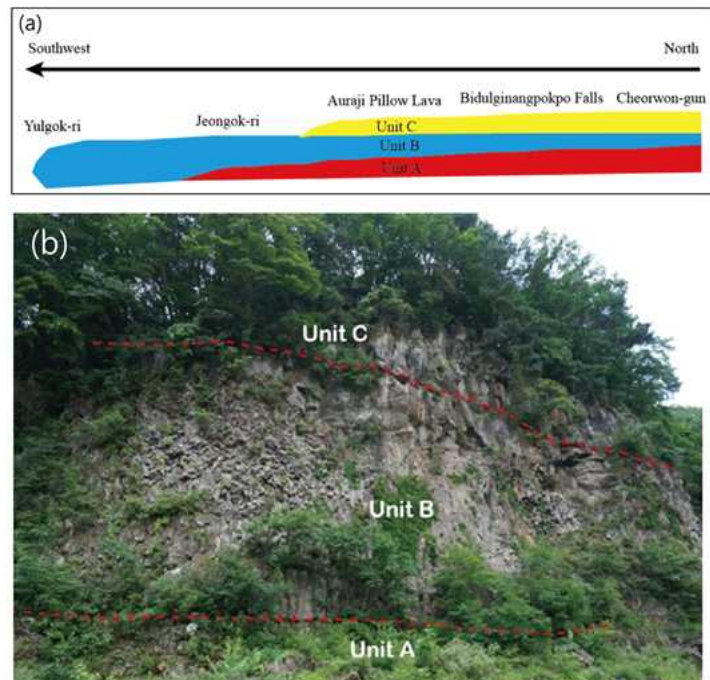 (a)
Southwest
North
Auraji Pillow Lava
Bidulginangpokpo Falls
Cheorwon-gun
Yulgok-ri
Jeongok-ri
Unit C
Unit B
Unit A
(b)
Unit C
Unit B
Unit A